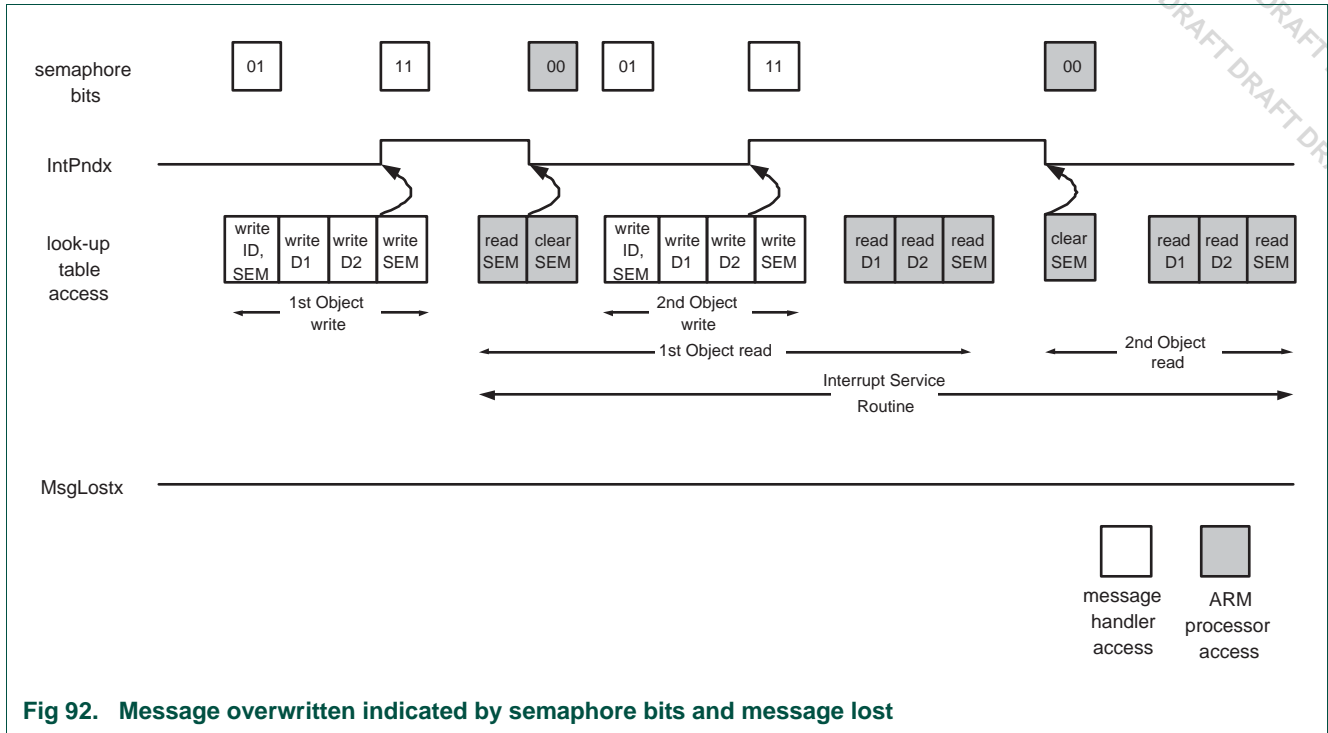 DRAFT DRAFT
DRAFT DRAFT DR
semaphore
bits
01
11
00
01
11
00
IntPndx
look-up
table
access
write
ID,
SEM
write
D1
write
D2
write
SEM
read
SEM
clear
SEM
write
ID,
SEM
write
D1
write
D2
write
SEM
read
D1
read
D2
read
SEM
clear
SEM
read
D1
read
D2
read
SEM
1st Object
write
2nd Object
write
1st Object read
2nd Object
read
Interrupt Service
Routine
MsgLostx
message
handler
access
ARM
processor
access
Fig 92. Message overwritten indicated by semaphore bits and message lost